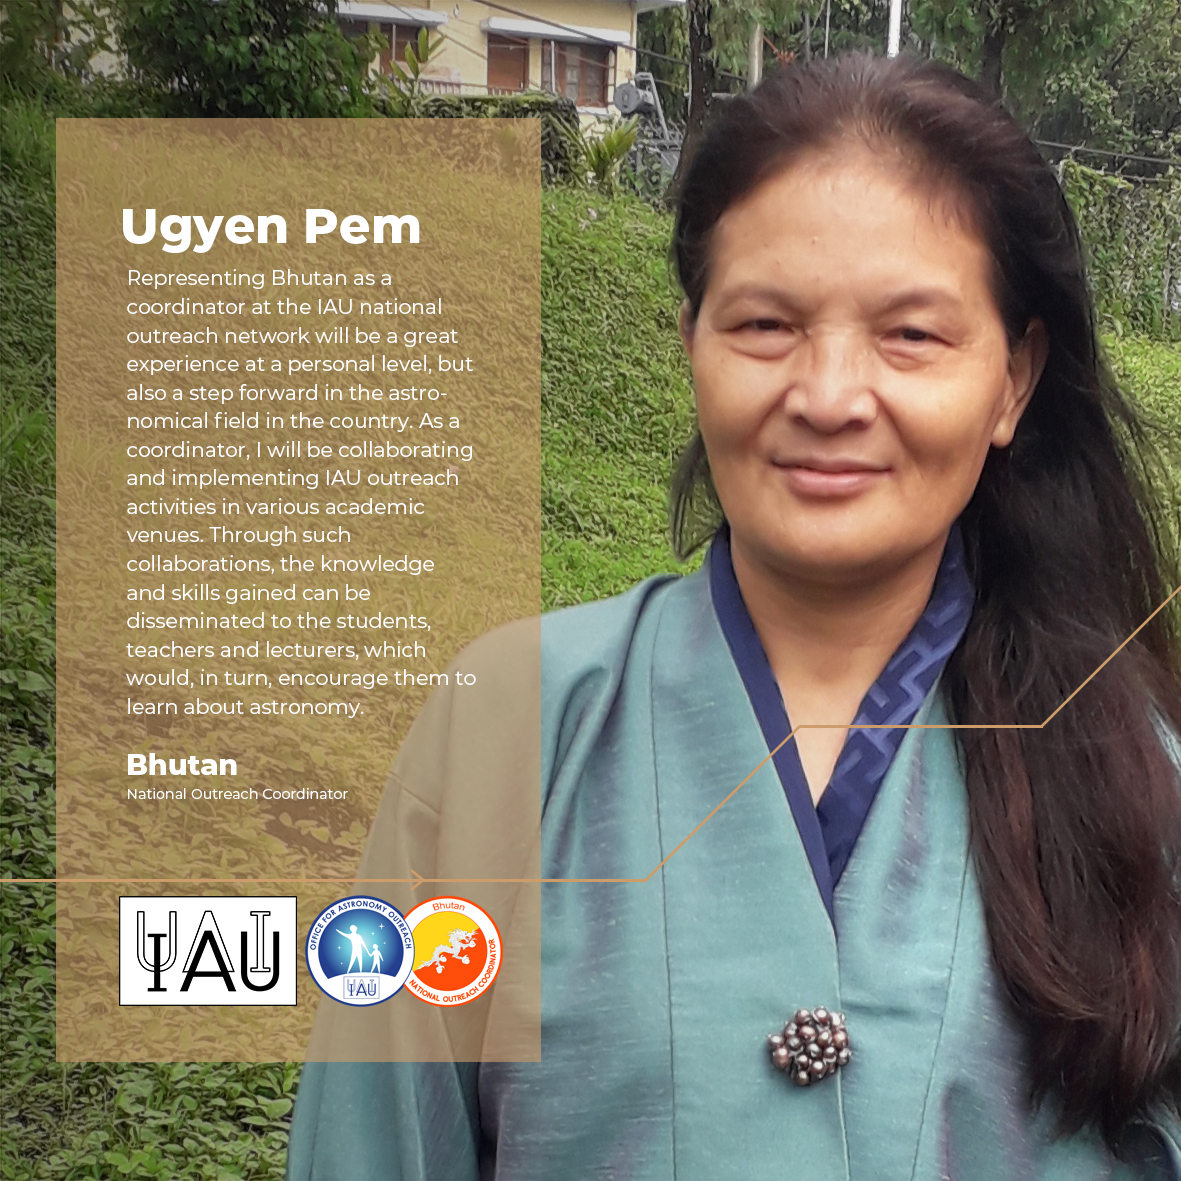 Ugyen Pem
Representing Bhutan as a
coordinator at the IAU national
outreach network will be a great
experience at a personal level, but
also a step forward in the astro-
nomical field in the country. As a
coordinator, I will be collaborating
and implementing IAU outreach
activities in various academic
venues. Through such
collaborations, the knowledge
and skills gained can be
disseminated to the students,
teachers and lecturers, which
would, in turn, encourage them to
learn about astronomy.
Bhutan
National Outreach Coordinator
UAI
IAU
OFFICE FOR ASTRONOMY OUTREACH
UAI
IAU
Bhutan
NATIONAL OUTREACH COORDINATOR